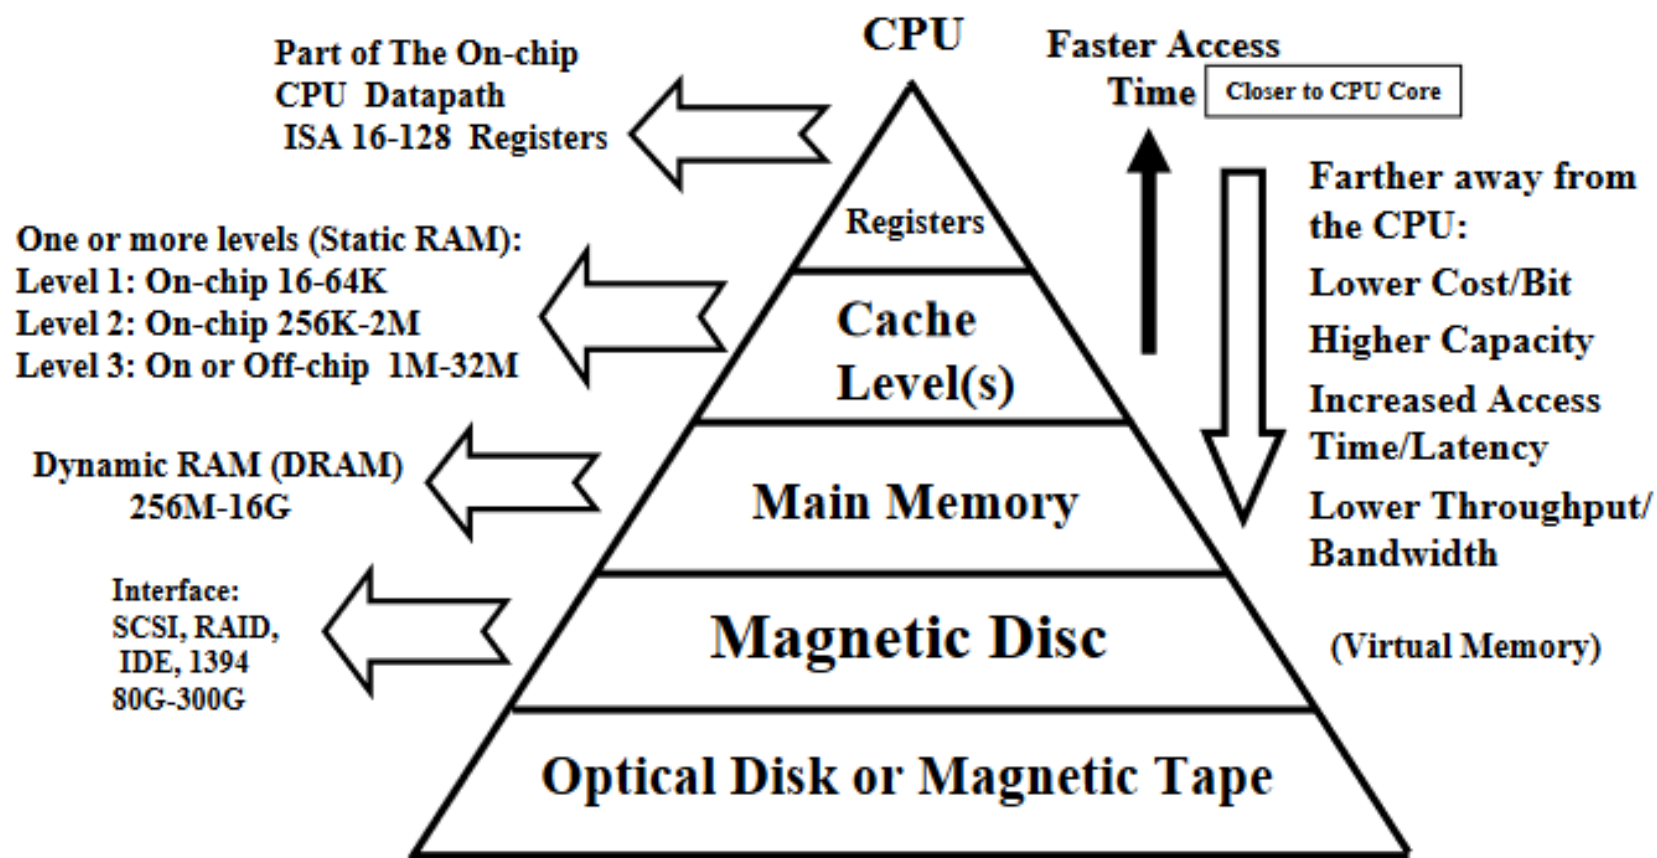 CPU
Part of The On-chip
CPU Datapath
ISA 16-128 Registers
Faster Access
Time
Closer to CPU Core
Registers
One or more levels (Static RAM):
Level 1: On-chip 16-64K
Level 2: On-chip 256K-2M
Level 3: On or Off-chip 1M-32M
Cache
Level(s)
Farther away from
the CPU:
Lower Cost/Bit
Higher Capacity
Increased Access
Time/Latency
Lower Throughput/
Bandwidth
Dynamic RAM (DRAM)
256M-16G
Main Memory
Interface:
SCSI, RAID,
IDE, 1394
80G-300G
Magnetic Disc
(Virtual Memory)
Optical Disk or Magnetic Tape